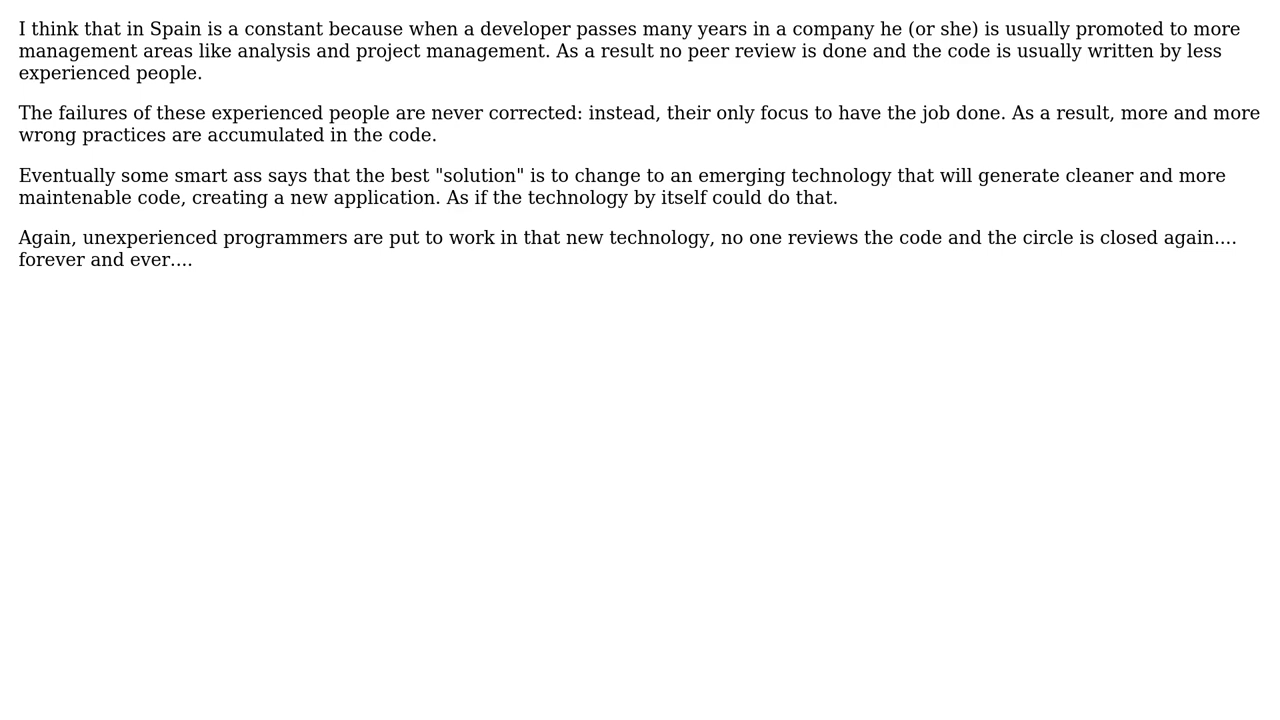 I think that in Spain is a constant because when a developer passes many years in a company he (or she) is usually promoted to more
management areas like analysis and project management. As a result no peer review is done and the code is usually written by less
experienced people.
The failures of these experienced people are never corrected: instead, their only focus to have the job done. As a result, more and more
wrong practices are accumulated in the code.
Eventually some smart ass says that the best "solution" is to change to an emerging technology that will generate cleaner and more
maintenable code, creating a new application. As if the technology by itself could do that.
Again, unexperienced programmers are put to work in that new technology, no one reviews the code and the circle is closed again....
forever and ever....